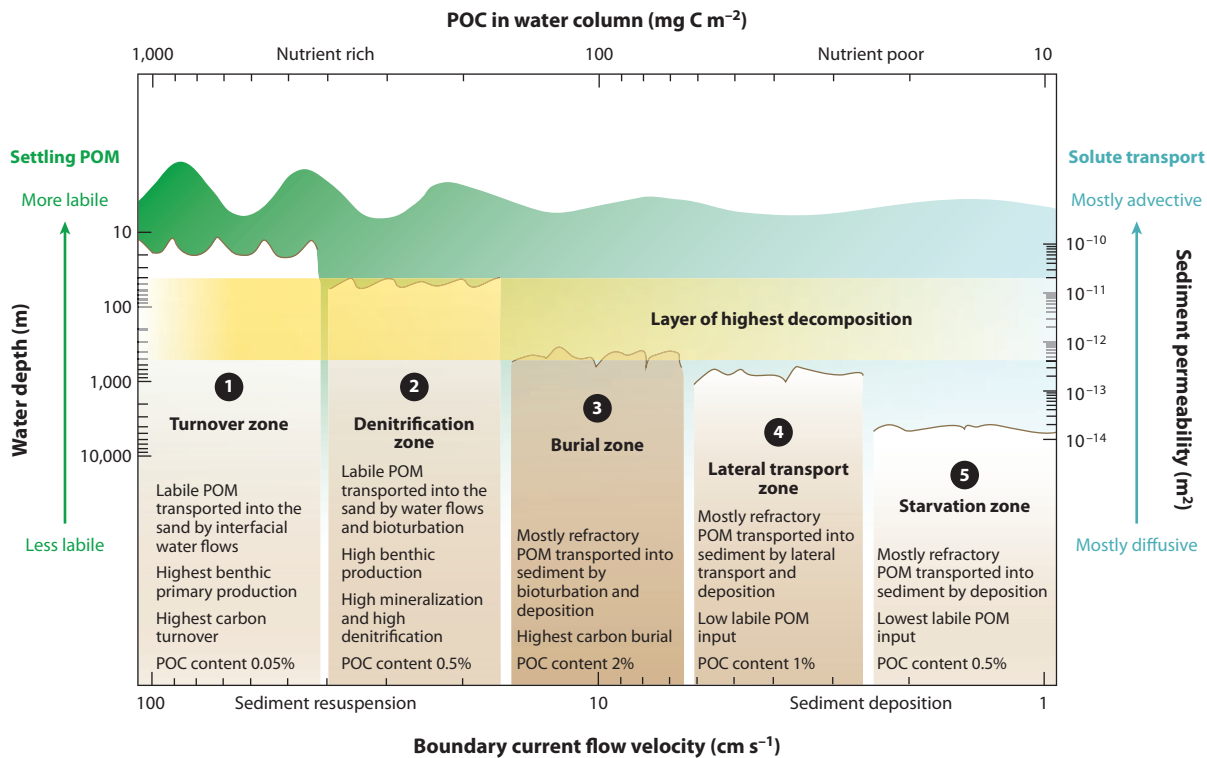 POC in water column (mg C m⁻²)
1,000 Nutrient rich 100 Nutrient poor 10
Settling POM
More labile
Less labile
Water depth (m)
10
100
1,000
10,000
Solute transport
Mostly advective
Mostly diffusive
Sediment permeability (m²)
10⁻¹⁰
10⁻¹¹
10⁻¹²
10⁻¹³
10⁻¹⁴
Layer of highest decomposition
1
Turnover zone
Labile POM
transported into the
sand by interfacial
water flows
Highest benthic
primary production
Highest carbon
turnover
POC content 0.05%
2
Denitrification
zone
Labile POM
transported into the
sand by water flows
and bioturbation
High benthic
production
High mineralization
and high
denitrification
POC content 0.5%
3
Burial zone
Mostly refractory
POM transported into
sediment by
bioturbation and
deposition
Highest carbon burial
POC content 2%
4
Lateral transport
zone
Mostly refractory
POM transported into
sediment by lateral
transport and
deposition
Low labile POM
input
POC content 1%
5
Starvation zone
Mostly refractory
POM transported into
sediment by deposition
Lowest labile POM
input
POC content 0.5%
100 Sediment resuspension 10 Sediment deposition 1
Boundary current flow velocity (cm s⁻¹)